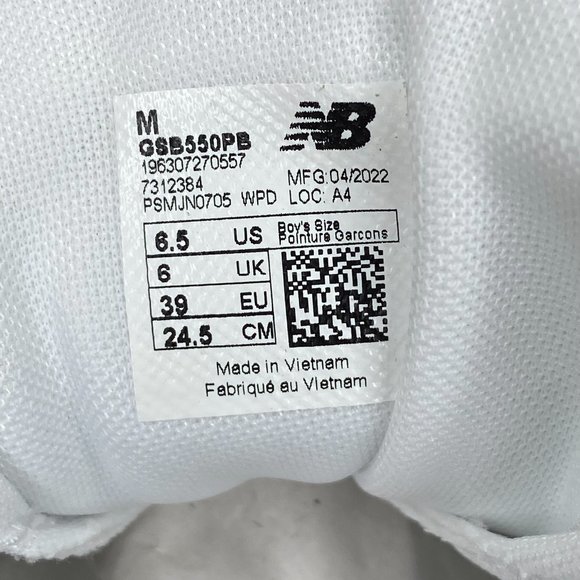 M
NB
GSB550PB
196307270557
7312384 MFG:04/2022
PSMJN0705 WPD LOC: A4
6.5 US Boy's Size
Pointure Garcons
6 UK
39 EU
24.5 CM
Made in Vietnam
Fabriqué au Vietnam